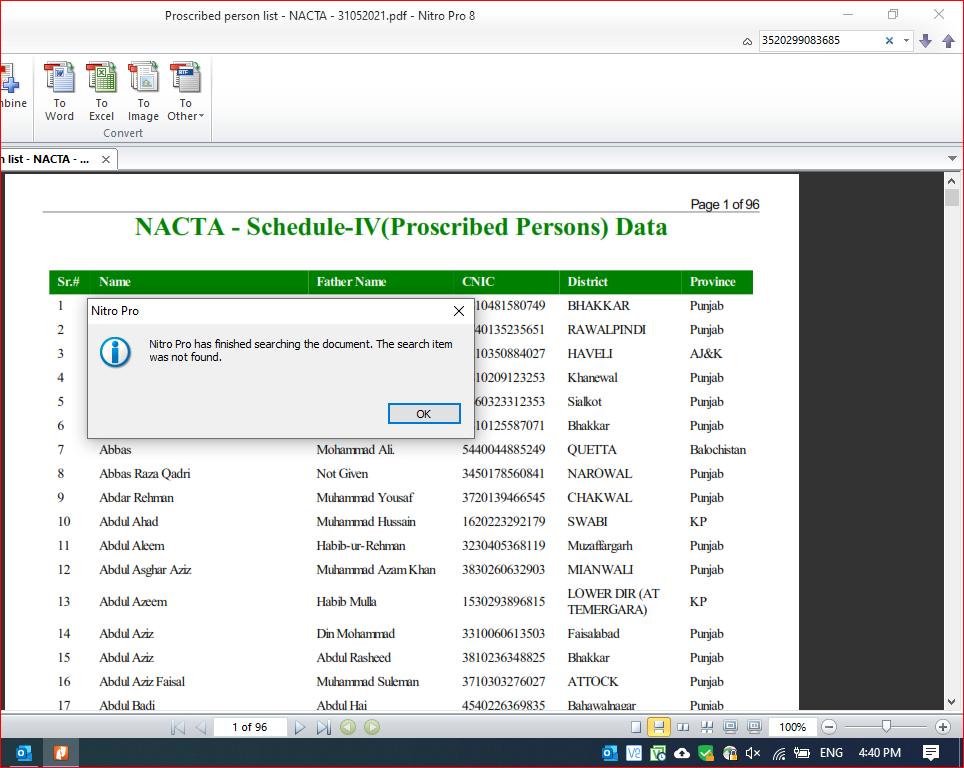 Proscribed person list - NACTA - 31052021.pdf - Nitro Pro 8
3520299083685
mbine
To Word
To Excel
To Image
To Other
Convert
list - NACTA - ...
Page 1 of 96
NACTA - Schedule-IV(Proscribed Persons) Data
Sr.# Name Father Name CNIC District Province
1 10481580749 BHAKKAR Punjab
2 40135235651 RAWALPINDI Punjab
3 10350884027 HAVELI AJ&K
4 10209123253 Khanewal Punjab
5 60323312353 Sialkot Punjab
6 10125587071 Bhakkar Punjab
Nitro Pro
Nitro Pro has finished searching the document. The search item
was not found.
OK
7 Abbas Mohammad Ali. 5440044885249 QUETTA Balochistan
8 Abbas Raza Qadri Not Given 3450178560841 NAROWAL Punjab
9 Abdar Rehman Muhammad Yousaf 3720139466545 CHAKWAL Punjab
10 Abdul Ahad Muhammad Hussain 1620223292179 SWABI KP
11 Abdul Aleem Habib-ur-Rehman 3230405368119 Muzaffargarh Punjab
12 Abdul Asghar Aziz Muhammad Azam Khan 3830260632903 MIANWALI Punjab
13 Abdul Azeem Habib Mulla 1530293896815 LOWER DIR (AT TEMERGARA) KP
14 Abdul Aziz Din Mohammad 3310060613503 Faisalabad Punjab
15 Abdul Aziz Abdul Rasheed 3810236348825 Bhakkar Punjab
16 Abdul Aziz Faisal Muhammad Suleman 3710303276027 ATTOCK Punjab
17 Abdul Badi Abdul Hai 4540226369835 Bahawalnagar Punjab
1 of 96
100%
ENG 4:40 PM